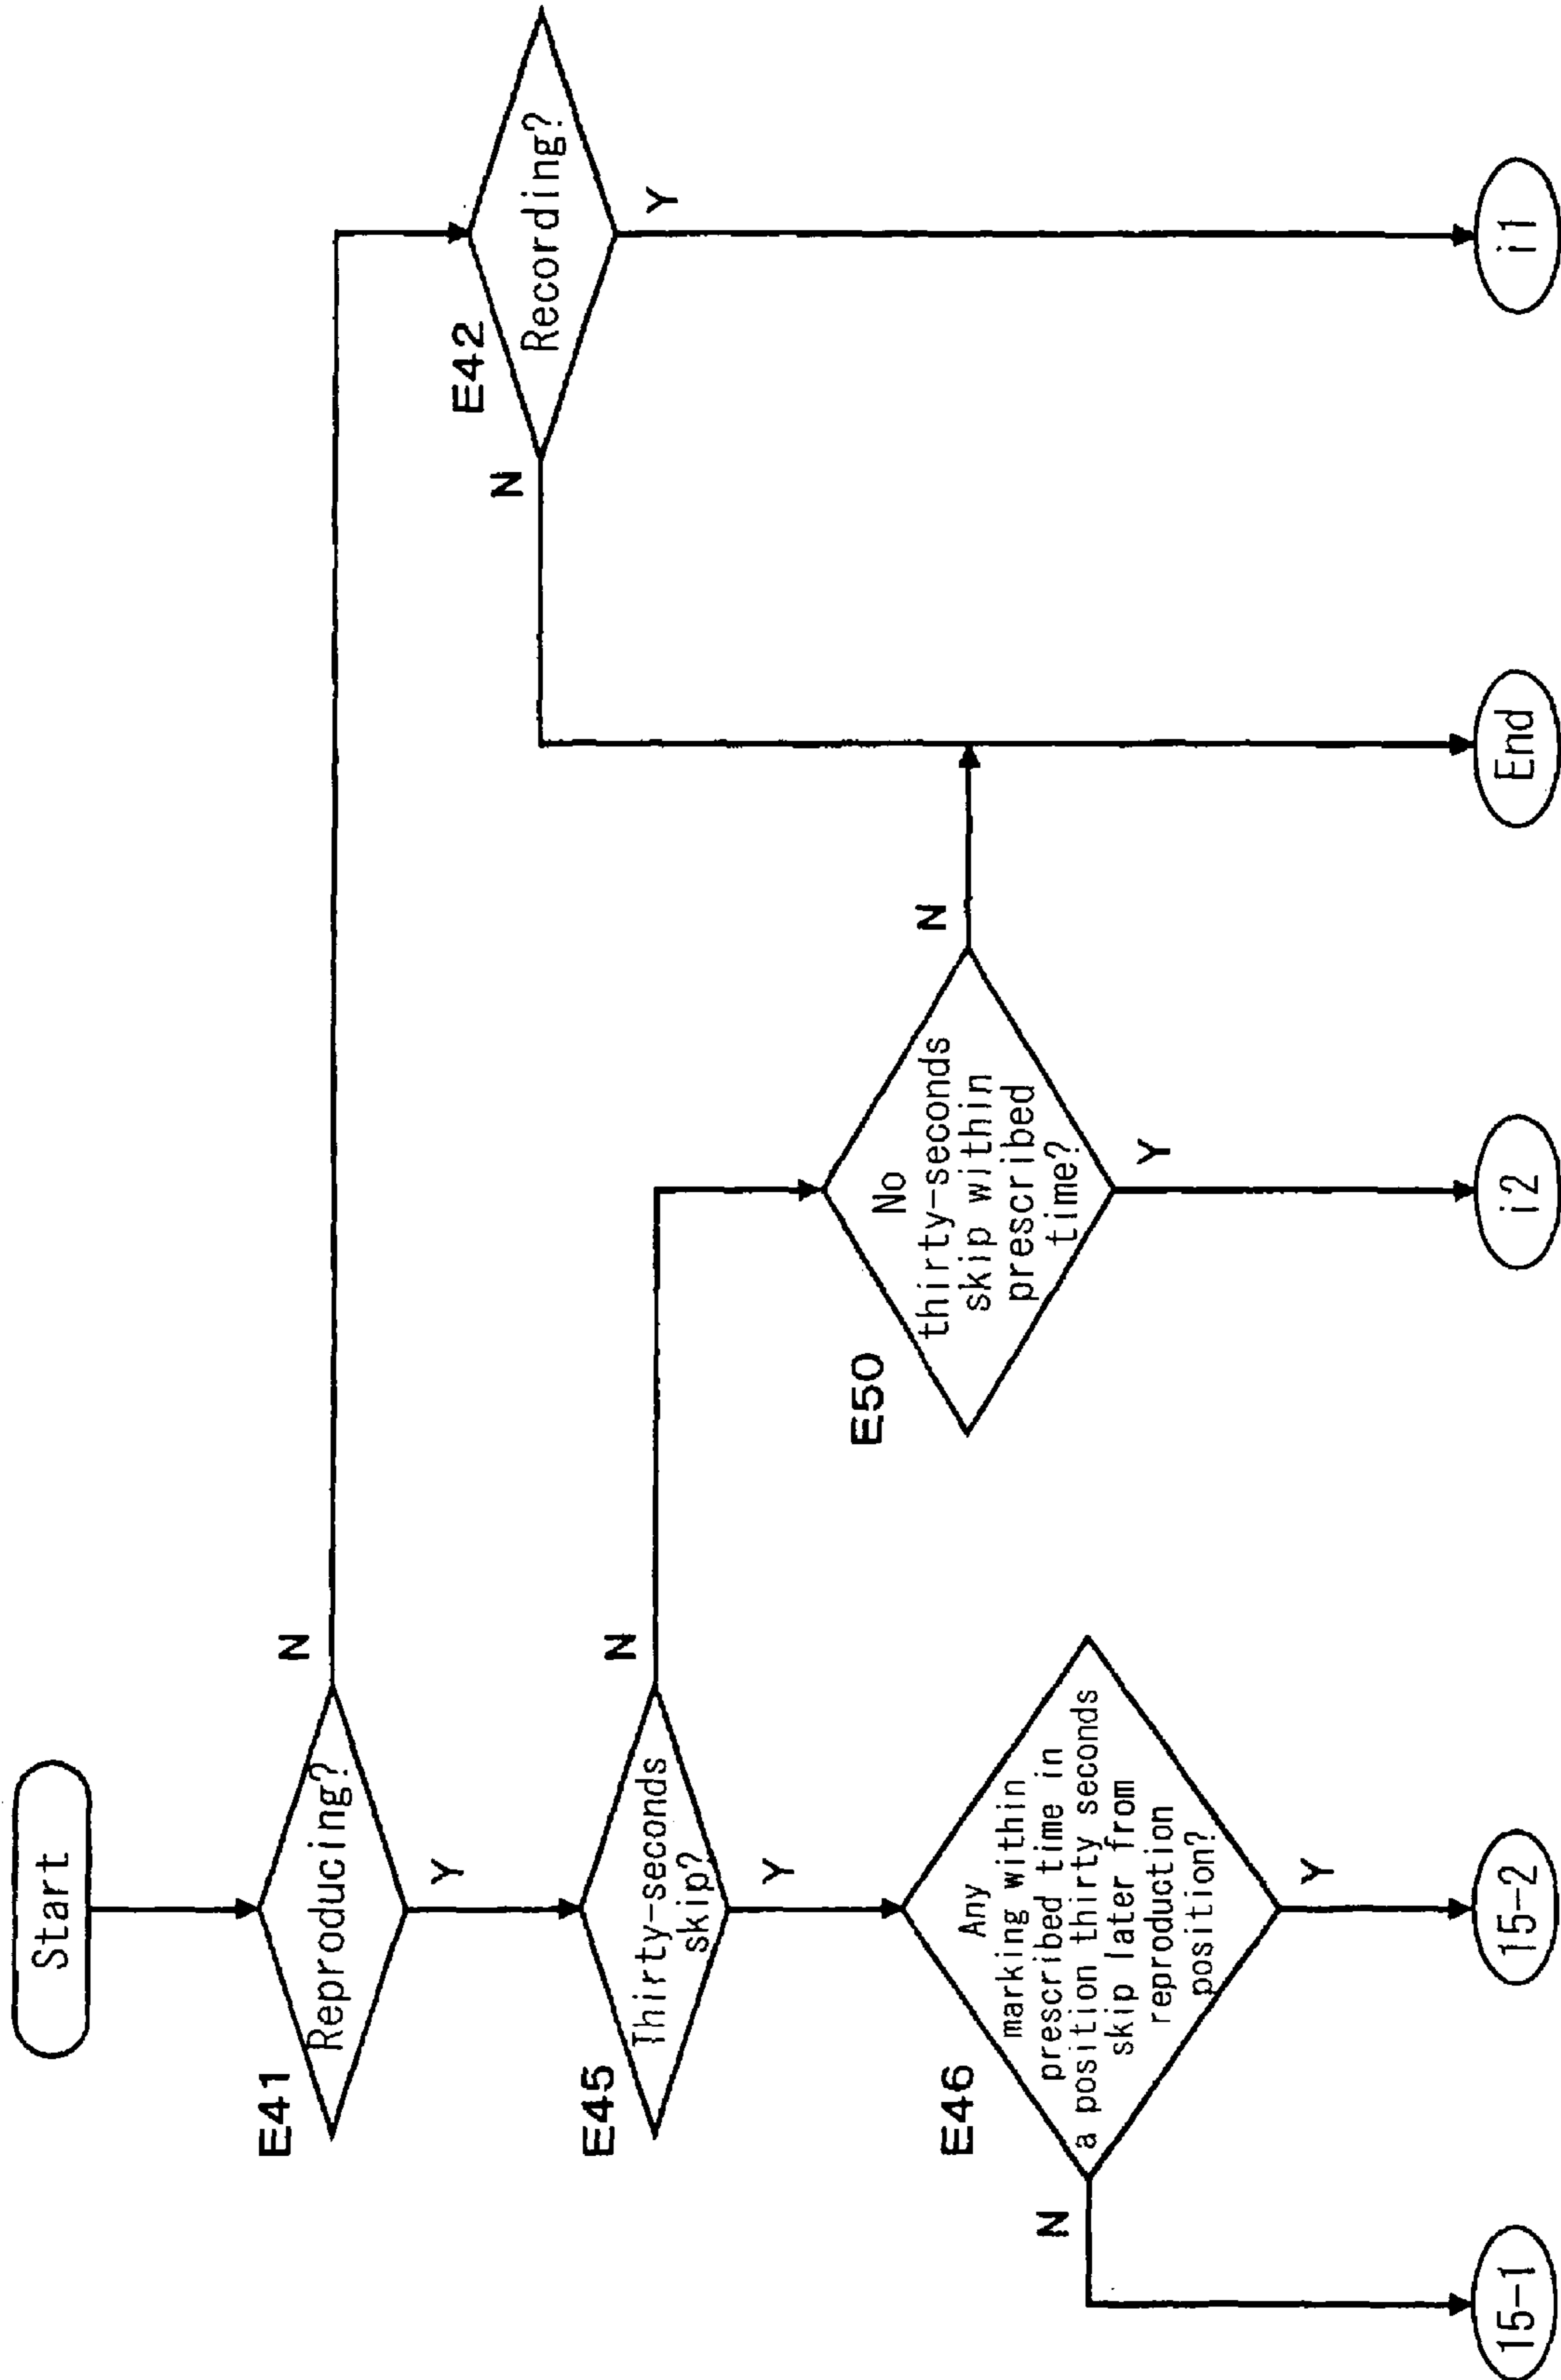 Start
E41
Reproducing?
N
Y
E42
Recording?
N
Y
E45
Thirty-seconds
skip?
N
Y
E50
No
thirty-seconds
skip within
prescribed
time?
N
Y
E46
Any
marking within
prescribed time in
a position thirty seconds
skip later from
reproduction
position?
N
Y
15-1
15-2
i2
End
i1